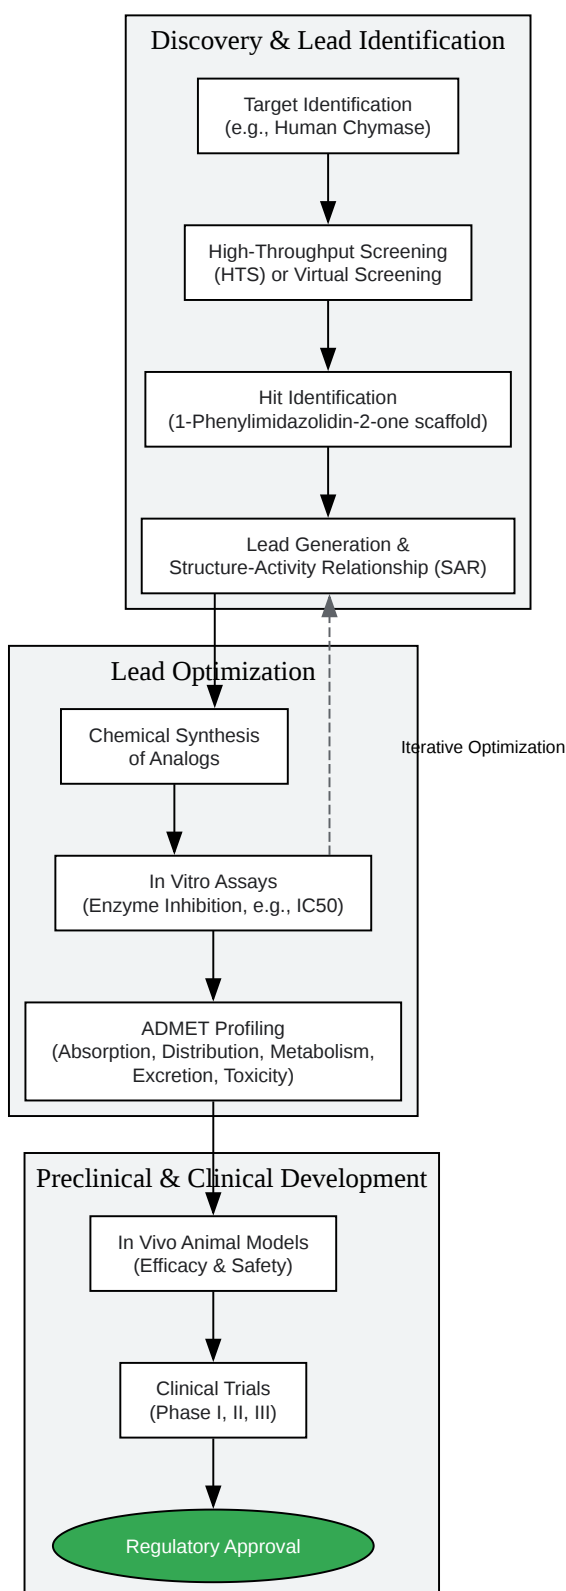 Discovery & Lead Identification
Target Identification
(e.g., Human Chymase)
High-Throughput Screening
(HTS) or Virtual Screening
Hit Identification
(1-Phenylimidazolidin-2-one scaffold)
Lead Generation &
Structure-Activity Relationship (SAR)
Lead Optimization
Chemical Synthesis
of Analogs
Iterative Optimization
In Vitro Assays
(Enzyme Inhibition, e.g., IC50)
ADMET Profiling
(Absorption, Distribution, Metabolism,
Excretion, Toxicity)
Preclinical & Clinical Development
In Vivo Animal Models
(Efficacy & Safety)
Clinical Trials
(Phase I, II, III)
Regulatory Approval